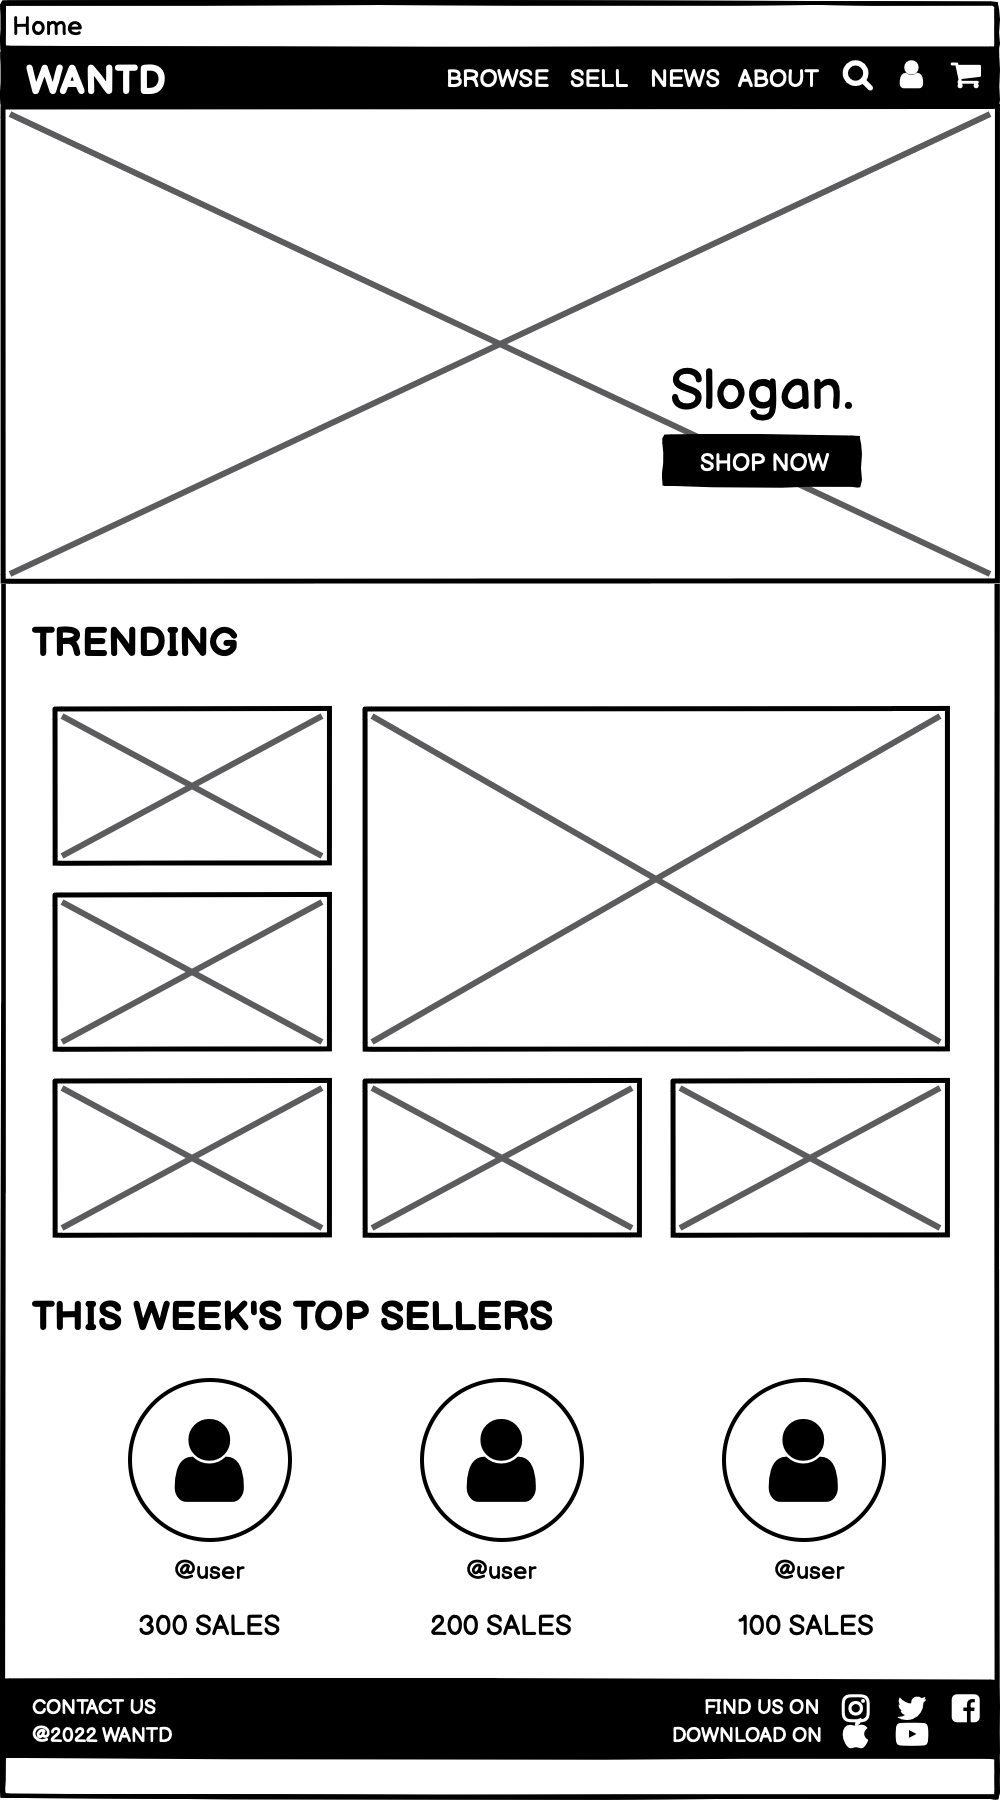 Home
WANTD BROWSE SELL NEWS ABOUT
Slogan.
SHOP NOW
TRENDING
THIS WEEK'S TOP SELLERS
@user @user @user
300 SALES 200 SALES 100 SALES
CONTACT US FIND US ON
@2022 WANTD DOWNLOAD ON